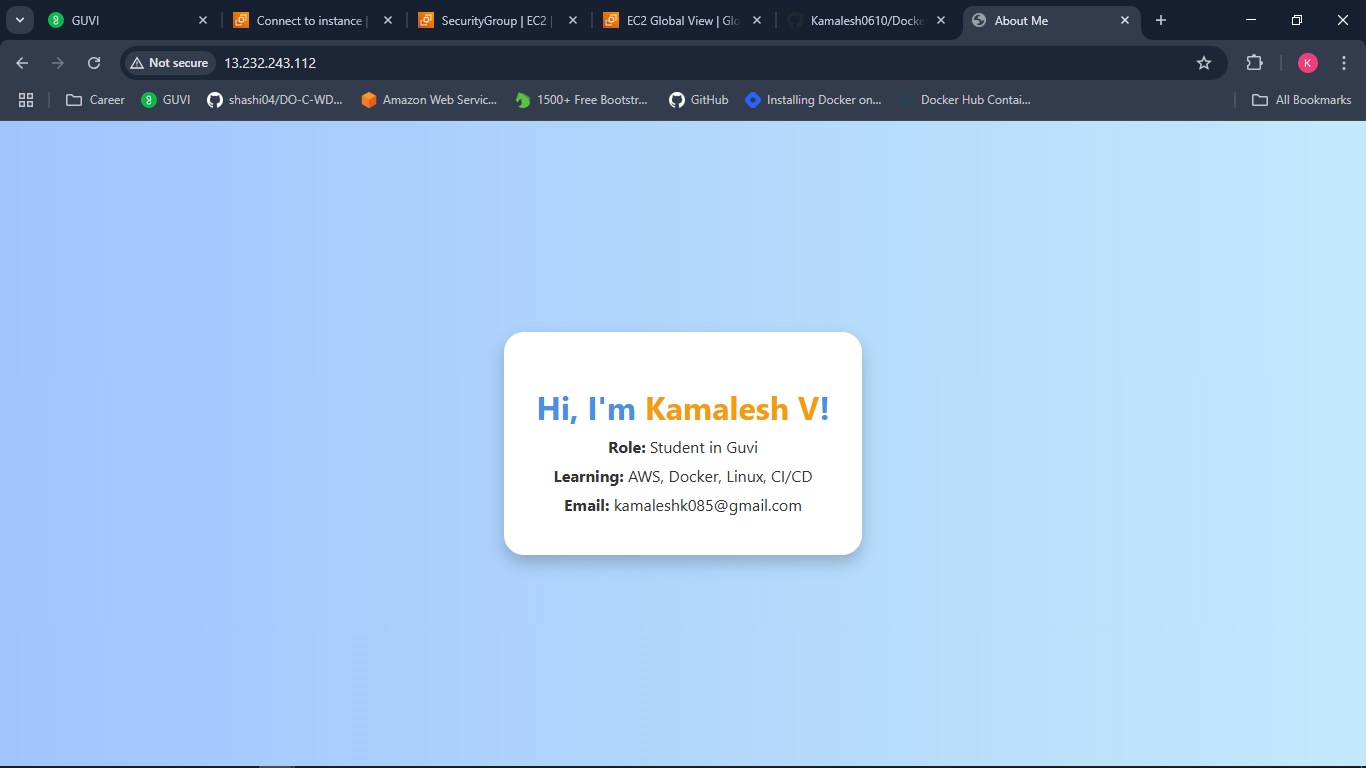 GUVI
Connect to instance |
SecurityGroup | EC2 |
EC2 Global View | Glo
Kamalesh0610/Docke
About Me
Not secure
13.232.243.112
K
Career
GUVI
shashi04/DO-C-WD...
Amazon Web Servic...
1500+ Free Bootstr...
GitHub
Installing Docker on...
Docker Hub Contai...
All Bookmarks
Hi, I'm Kamalesh V!
Role: Student in Guvi
Learning: AWS, Docker, Linux, CI/CD
Email: kamaleshk085@gmail.com